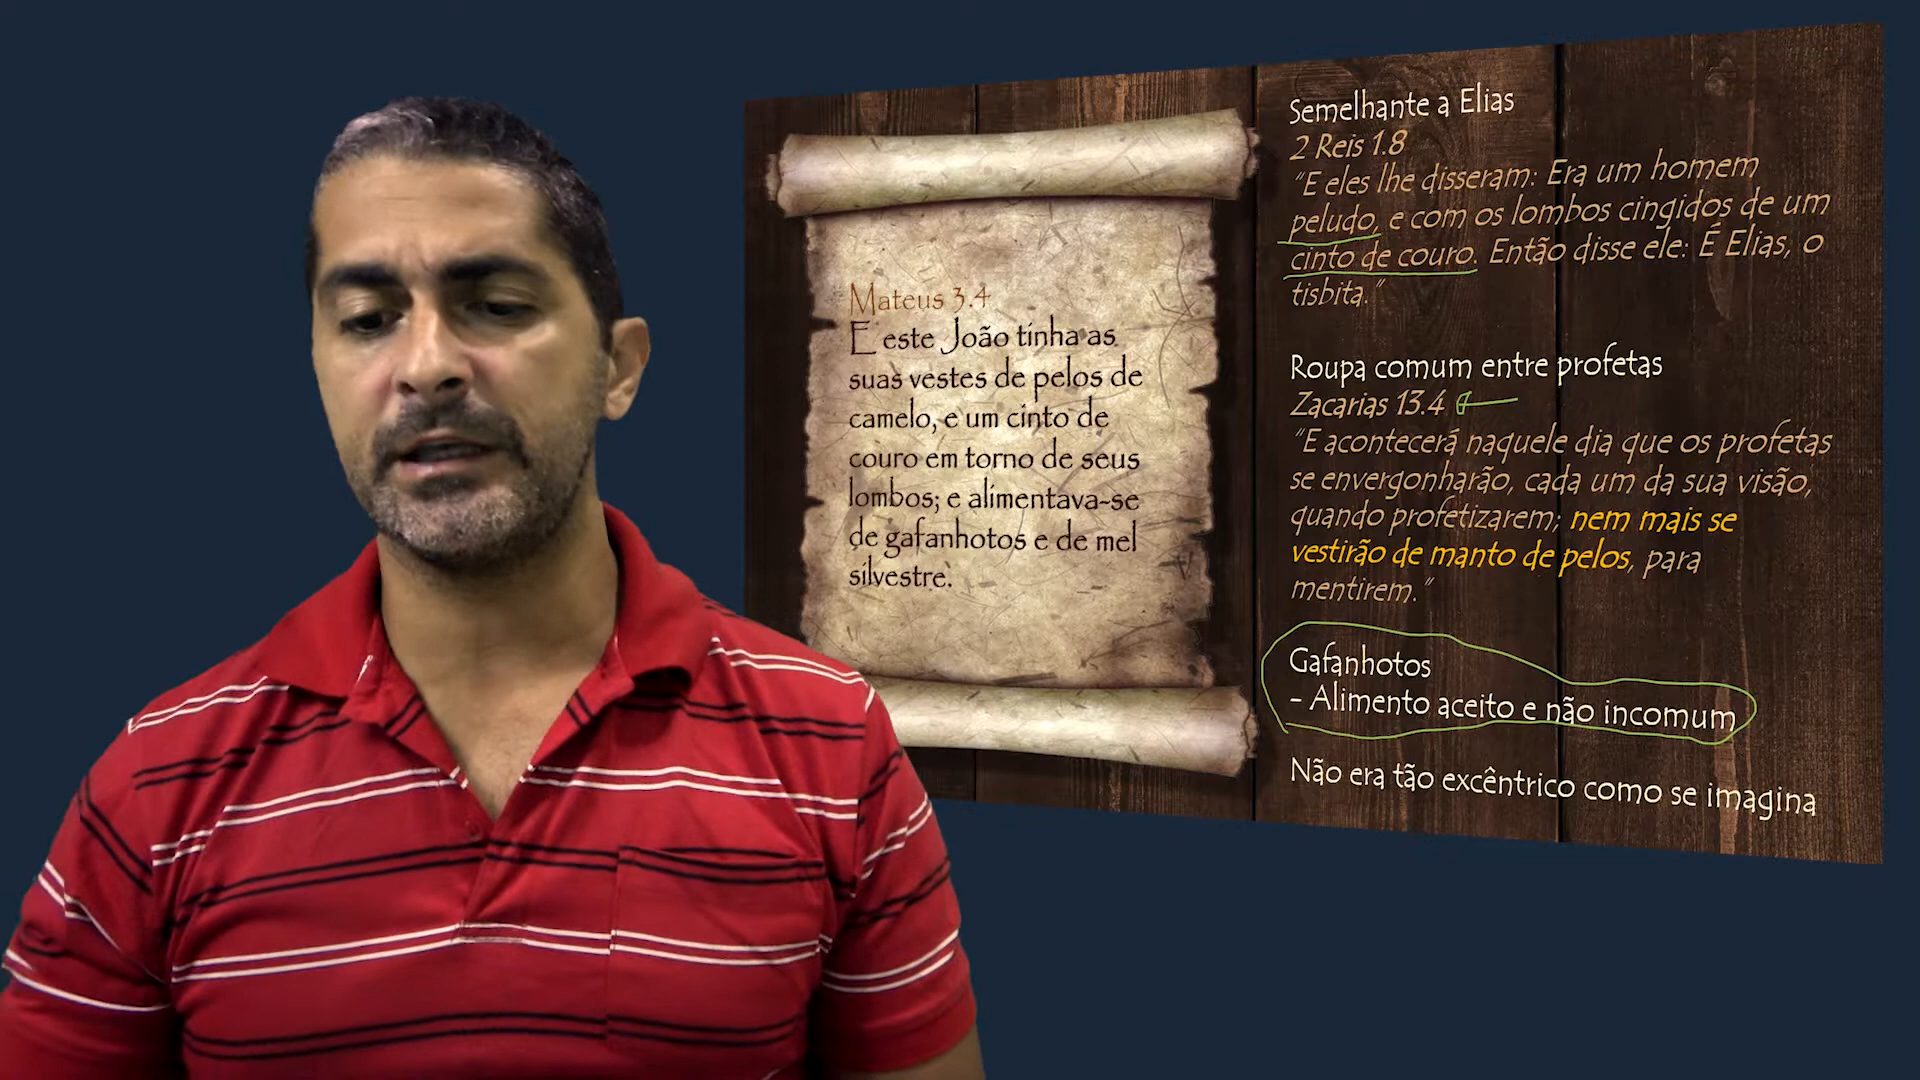 Mateus 3.4
E este João tinha as
suas vestes de pelos de
camelo, e um cinto de
couro em torno de seus
lombos; e alimentava-se
de gafanhotos e de mel
silvestre.
Semelhante a Elias
2 Reis 1.8
“E eles lhe disseram: Era um homem
peludo, e com os lombos cingidos de um
cinto de couro. Então disse ele: É Elias, o
tisbita.”
Roupa comum entre profetas
Zacarias 13.4
“E acontecerá naquele dia que os profetas
se envergonharão, cada um da sua visão,
quando profetizarem; nem mais se
vestirão de manto de pelos, para
mentirem.”
Gafanhotos
- Alimento aceito e não incomum
Não era tão excêntrico como se imagina